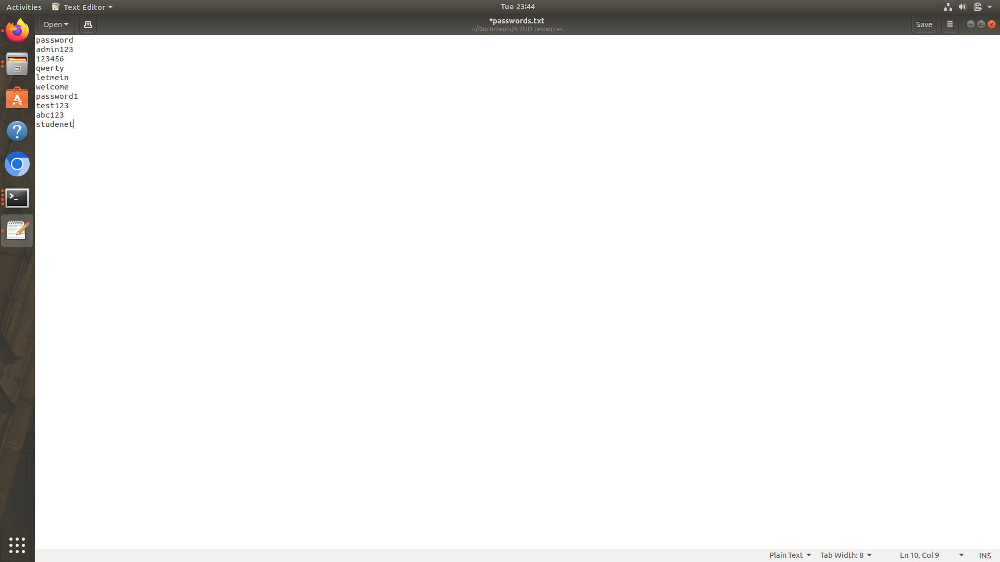 Activities Text Editor Tue 23:44
Open *passwords.txt Save
~/Documents/6.2HD-resources
password
admin123
123456
qwerty
letmein
welcome
password1
test123
abc123
studenet
Plain Text Tab Width: 8 Ln 10, Col 9 INS